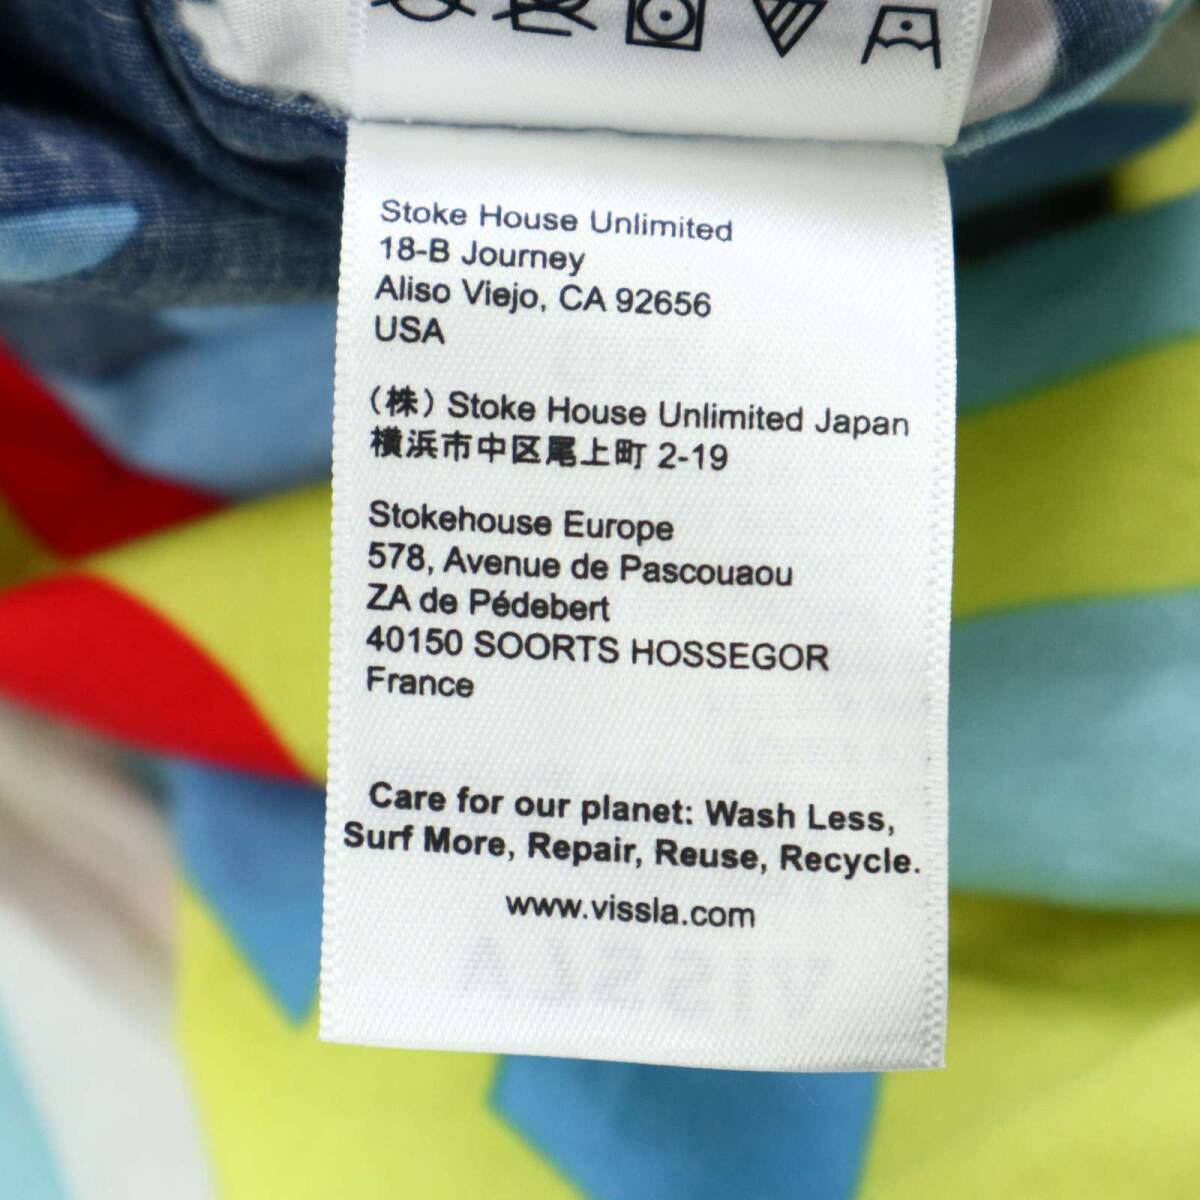 Stoke House Unlimited
18-B Journey
Aliso Viejo, CA 92656
USA
(株) Stoke House Unlimited Japan
横浜市中区尾上町 2-19
Stokehouse Europe
578, Avenue de Pascouaou
ZA de Pédebert
40150 SOORTS HOSSEGOR
France
Care for our planet: Wash Less,
Surf More, Repair, Reuse, Recycle.
www.vissla.com
VISSLA